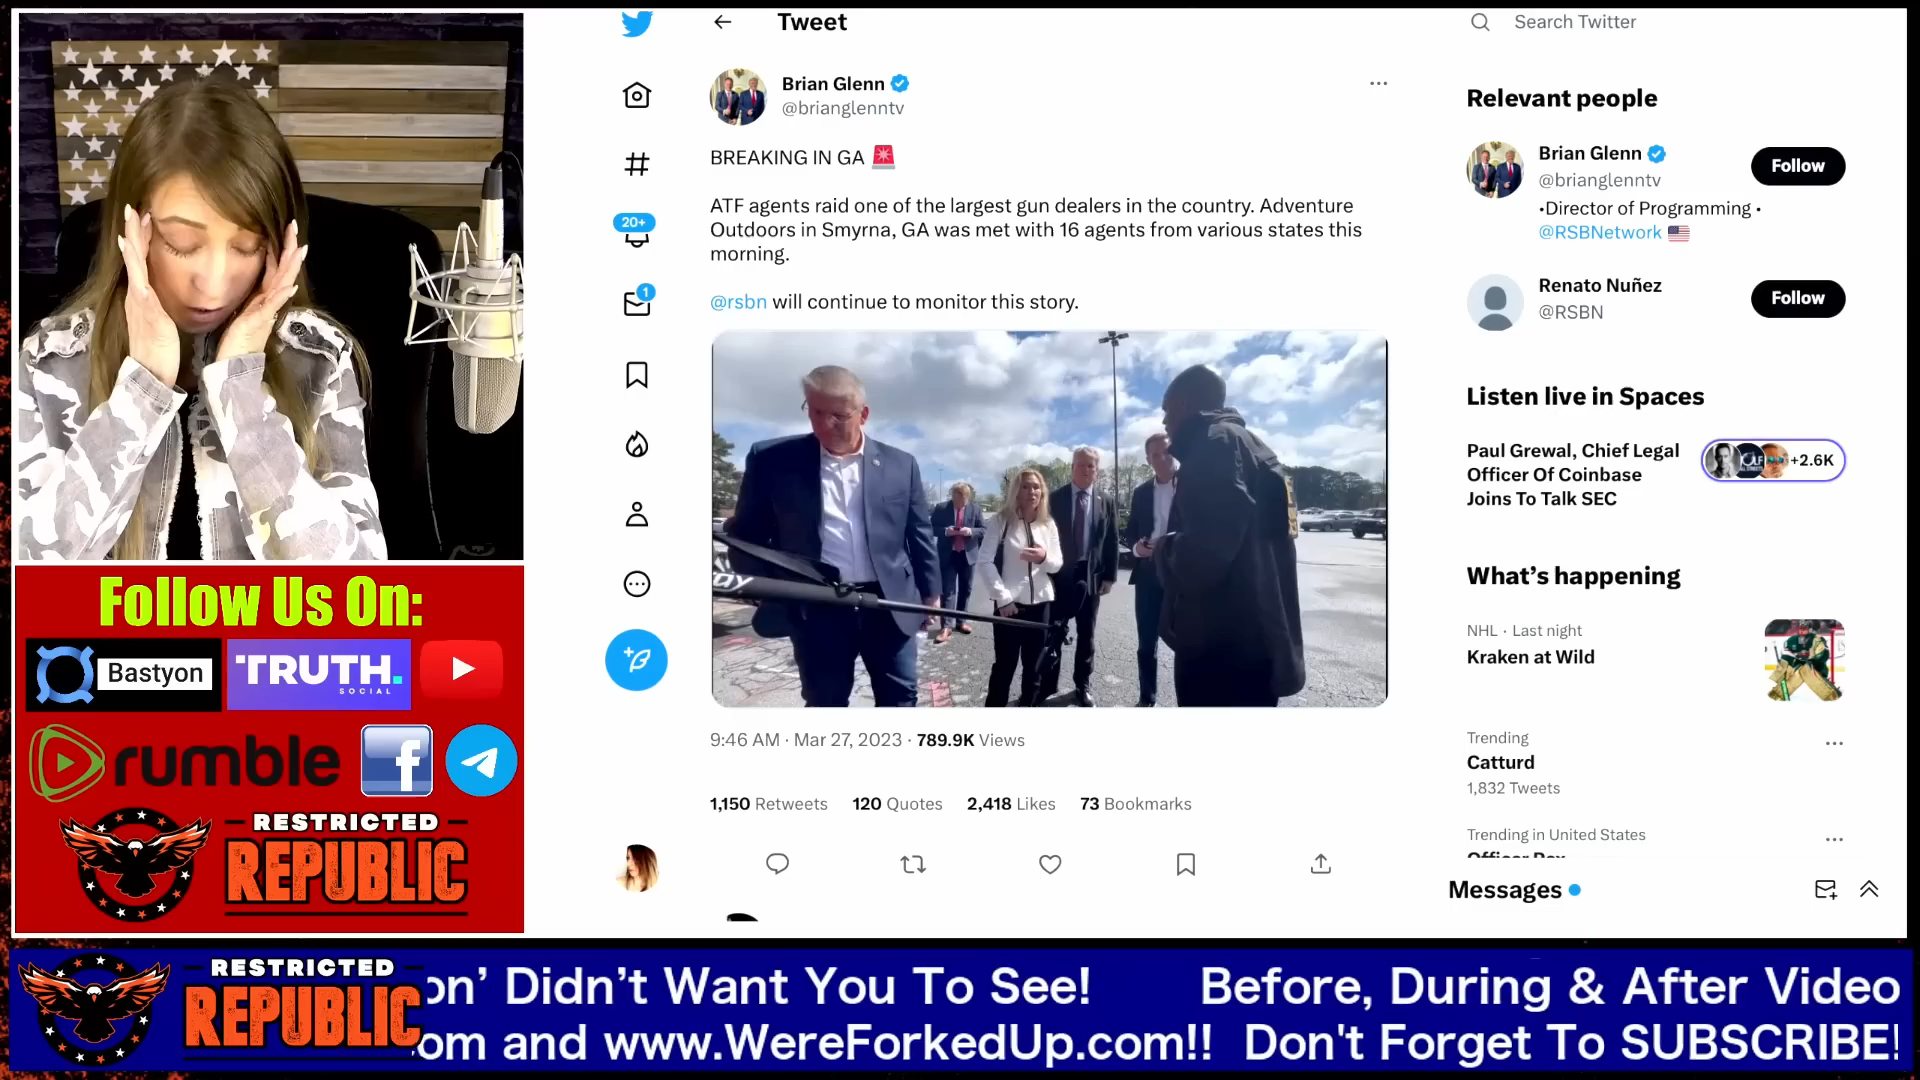 Tweet
Search Twitter
Brian Glenn
@brianglenntv
BREAKING IN GA
ATF agents raid one of the largest gun dealers in the country. Adventure
Outdoors in Smyrna, GA was met with 16 agents from various states this
morning.
@rsbn will continue to monitor this story.
9:46 AM · Mar 27, 2023 · 789.9K Views
1,150 Retweets 120 Quotes 2,418 Likes 73 Bookmarks
20+
1
Relevant people
Brian Glenn
@brianglenntv
Follow
•Director of Programming •
@RSBNetwork
Renato Nuñez
@RSBN
Follow
Listen live in Spaces
Paul Grewal, Chief Legal
Officer Of Coinbase
Joins To Talk SEC
+2.6K
What's happening
NHL · Last night
Kraken at Wild
Trending
Catturd
1,832 Tweets
Trending in United States
Messages
Follow Us On:
Bastyon
TRUTH.
SOCIAL
rumble
f
RESTRICTED
REPUBLIC
RESTRICTED
REPUBLIC
on' Didn't Want You To See! Before, During & After Video
om and www.WereForkedUp.com!! Don't Forget To SUBSCRIBE!